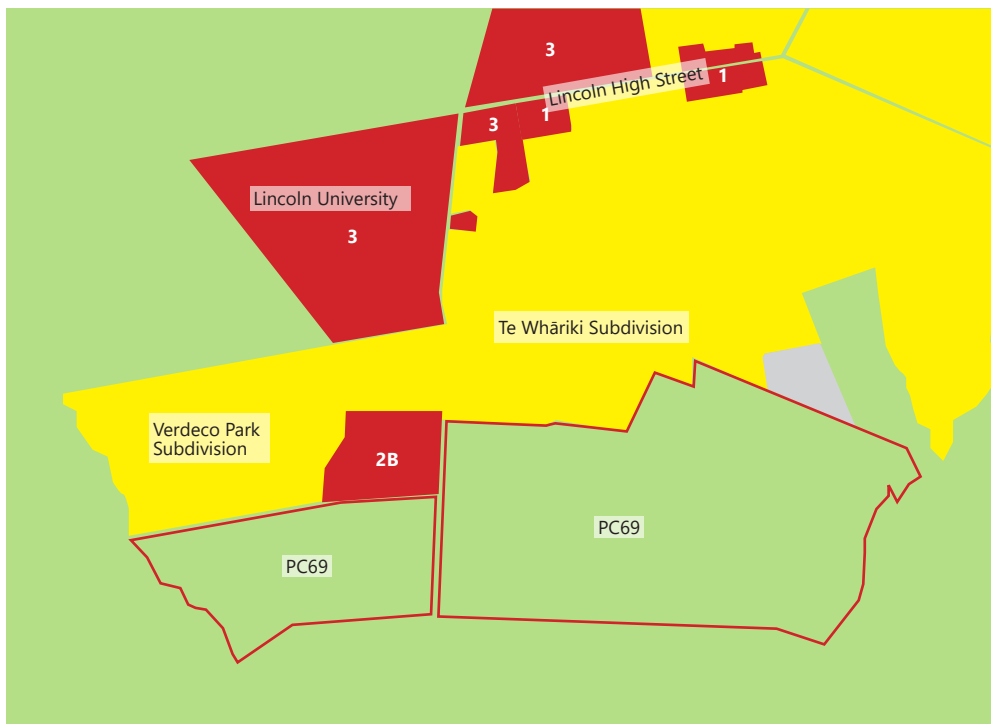 3
Lincoln High Street
1
3
1
Lincoln University
3
Te Whāriki Subdivision
Verdeco Park
Subdivision
2B
PC69
PC69